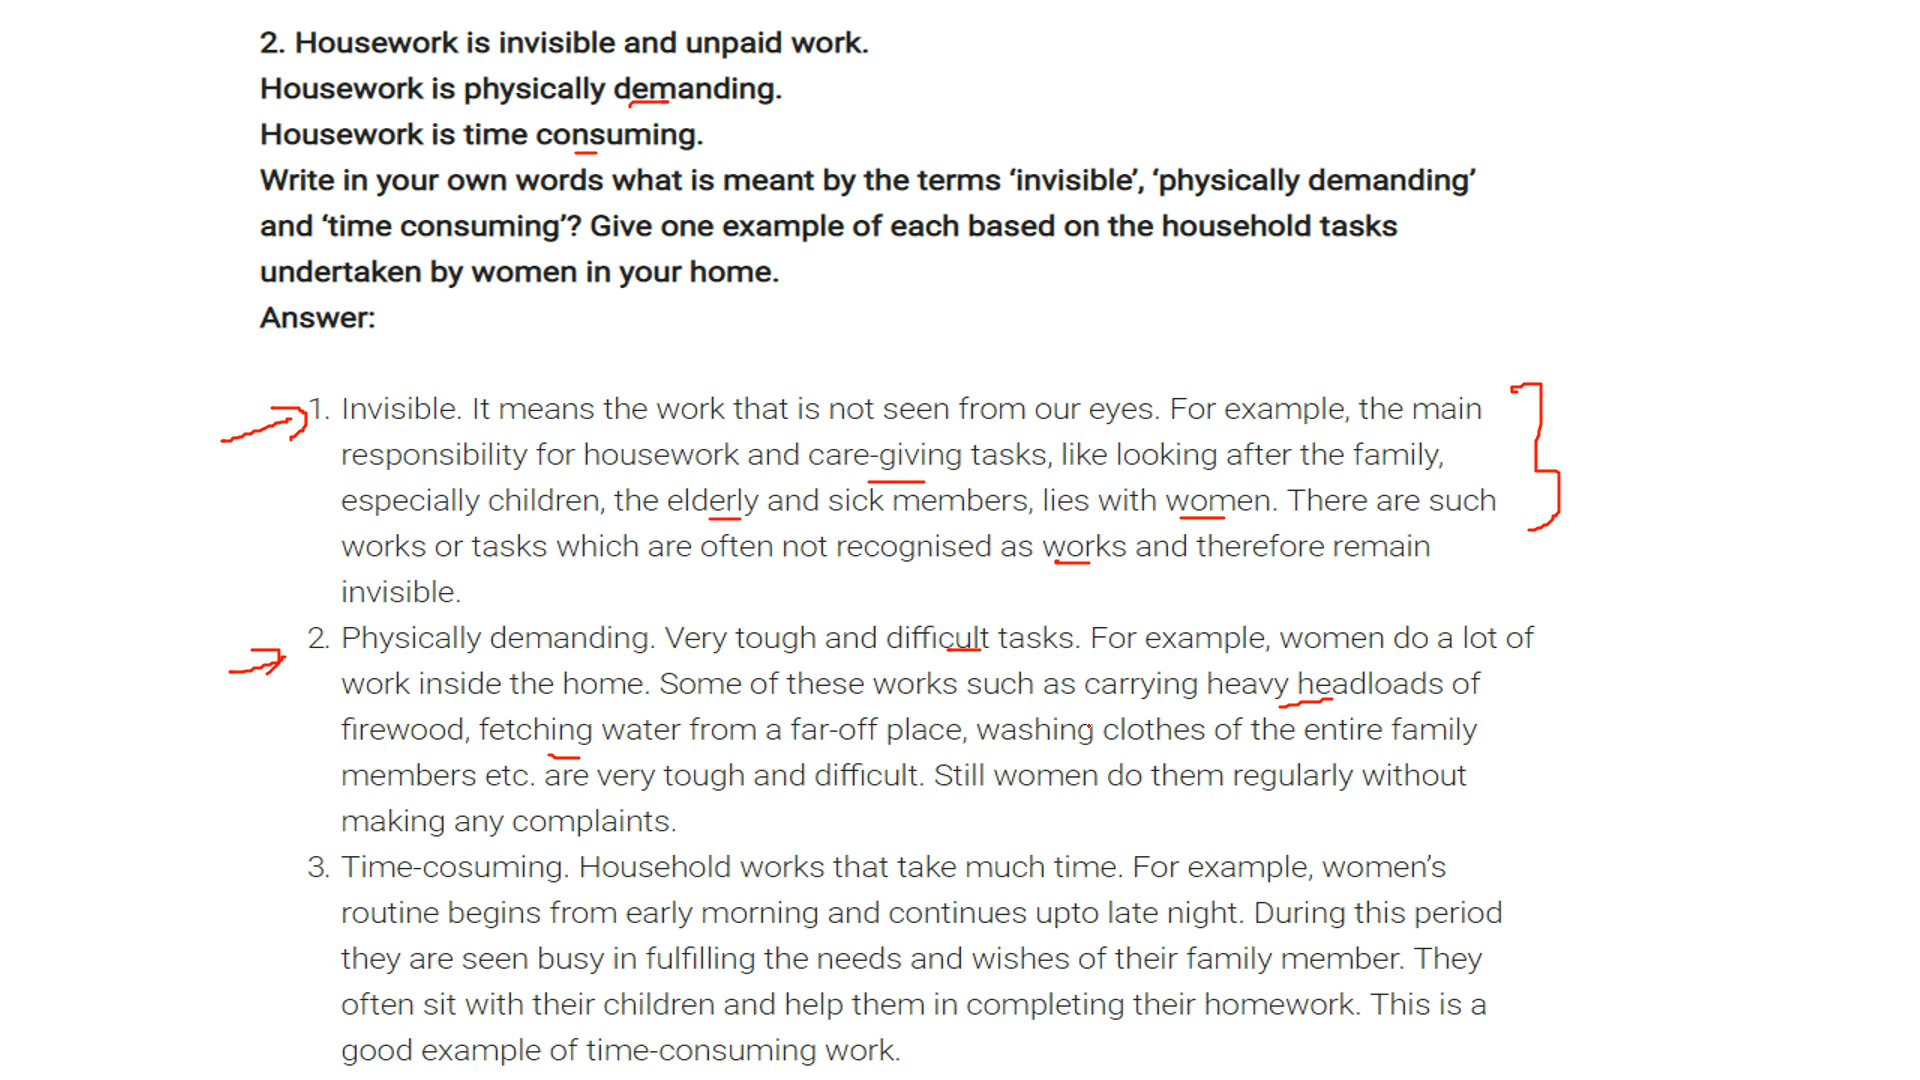 2. Housework is invisible and unpaid work.
Housework is physically demanding.
Housework is time consuming.
Write in your own words what is meant by the terms ‘invisible’, ‘physically demanding’
and ‘time consuming’? Give one example of each based on the household tasks
undertaken by women in your home.
Answer:
1. Invisible. It means the work that is not seen from our eyes. For example, the main
responsibility for housework and care-giving tasks, like looking after the family,
especially children, the elderly and sick members, lies with women. There are such
works or tasks which are often not recognised as works and therefore remain
invisible.
2. Physically demanding. Very tough and difficult tasks. For example, women do a lot of
work inside the home. Some of these works such as carrying heavy headloads of
firewood, fetching water from a far-off place, washing clothes of the entire family
members etc. are very tough and difficult. Still women do them regularly without
making any complaints.
3. Time-cosuming. Household works that take much time. For example, women’s
routine begins from early morning and continues upto late night. During this period
they are seen busy in fulfilling the needs and wishes of their family member. They
often sit with their children and help them in completing their homework. This is a
good example of time-consuming work.